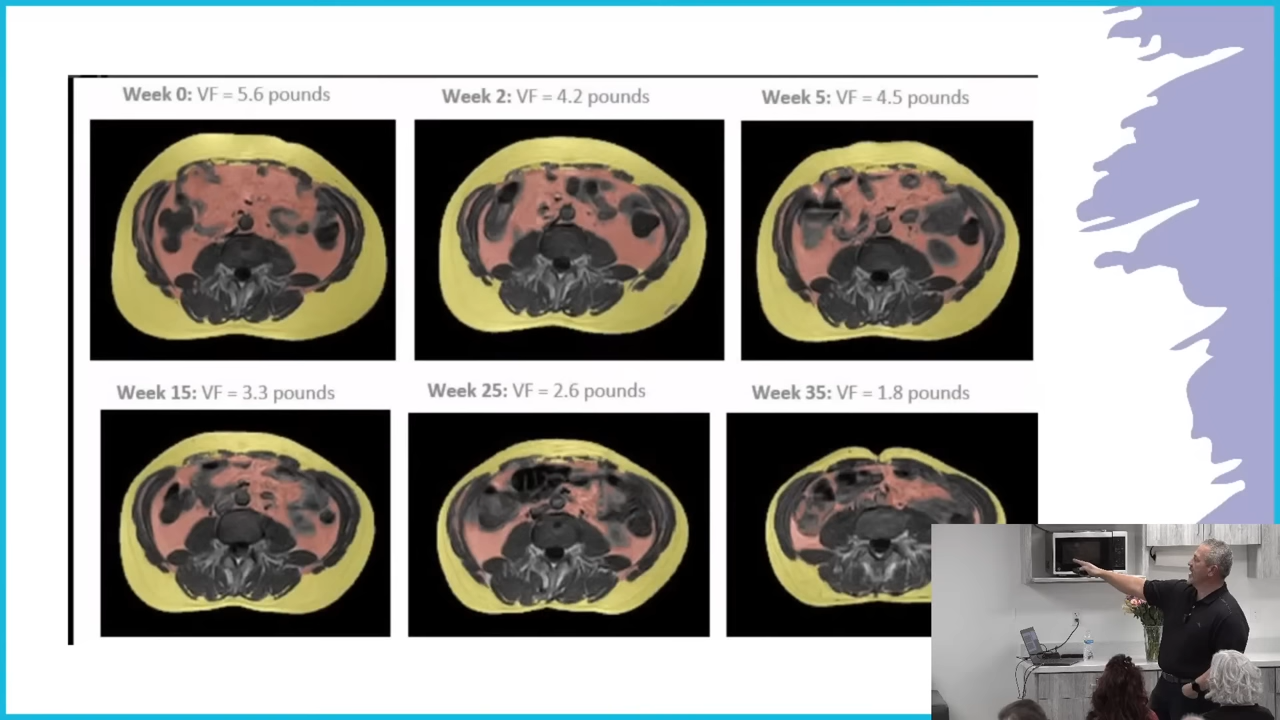 Week 0: VF = 5.6 pounds
Week 2: VF = 4.2 pounds
Week 5: VF = 4.5 pounds
Week 15: VF = 3.3 pounds
Week 25: VF = 2.6 pounds
Week 35: VF = 1.8 pounds